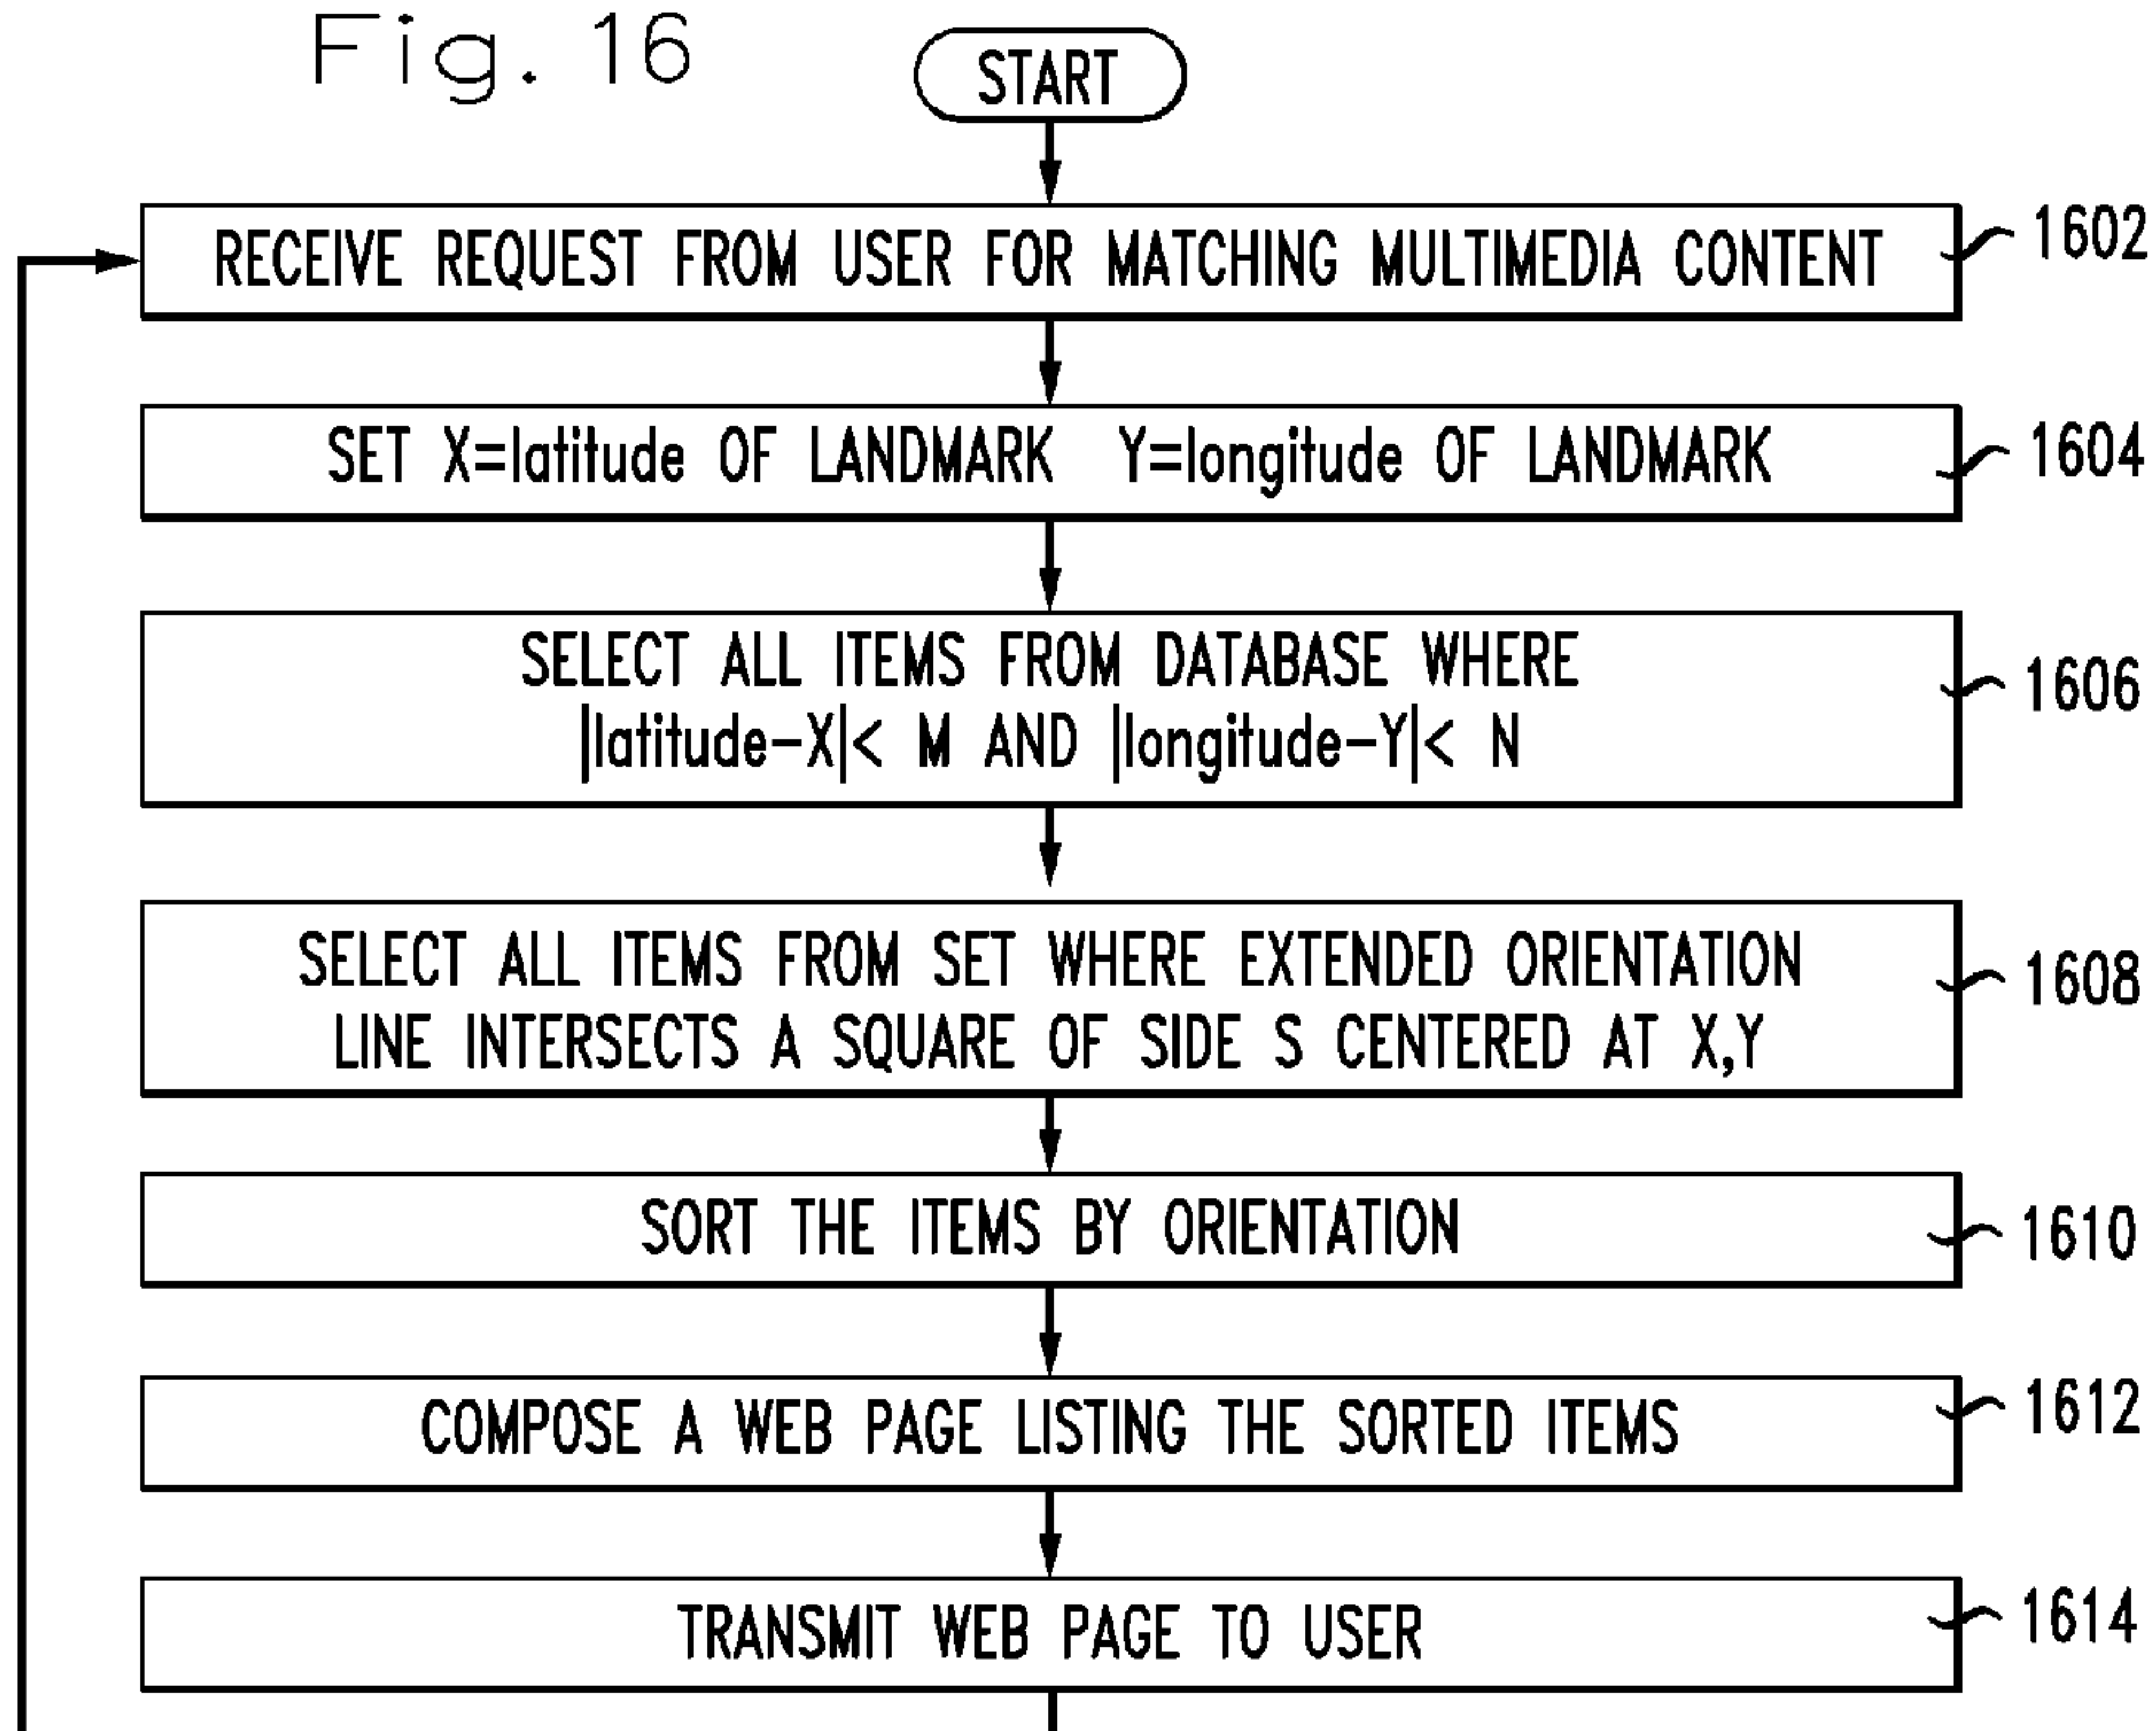 Fig. 16
START
RECEIVE REQUEST FROM USER FOR MATCHING MULTIMEDIA CONTENT
1602
SET X=latitude OF LANDMARK Y=longitude OF LANDMARK
1604
SELECT ALL ITEMS FROM DATABASE WHERE
|latitude-X|< M AND |longitude-Y|< N
1606
SELECT ALL ITEMS FROM SET WHERE EXTENDED ORIENTATION
LINE INTERSECTS A SQUARE OF SIDE S CENTERED AT X,Y
1608
SORT THE ITEMS BY ORIENTATION
1610
COMPOSE A WEB PAGE LISTING THE SORTED ITEMS
1612
TRANSMIT WEB PAGE TO USER
1614